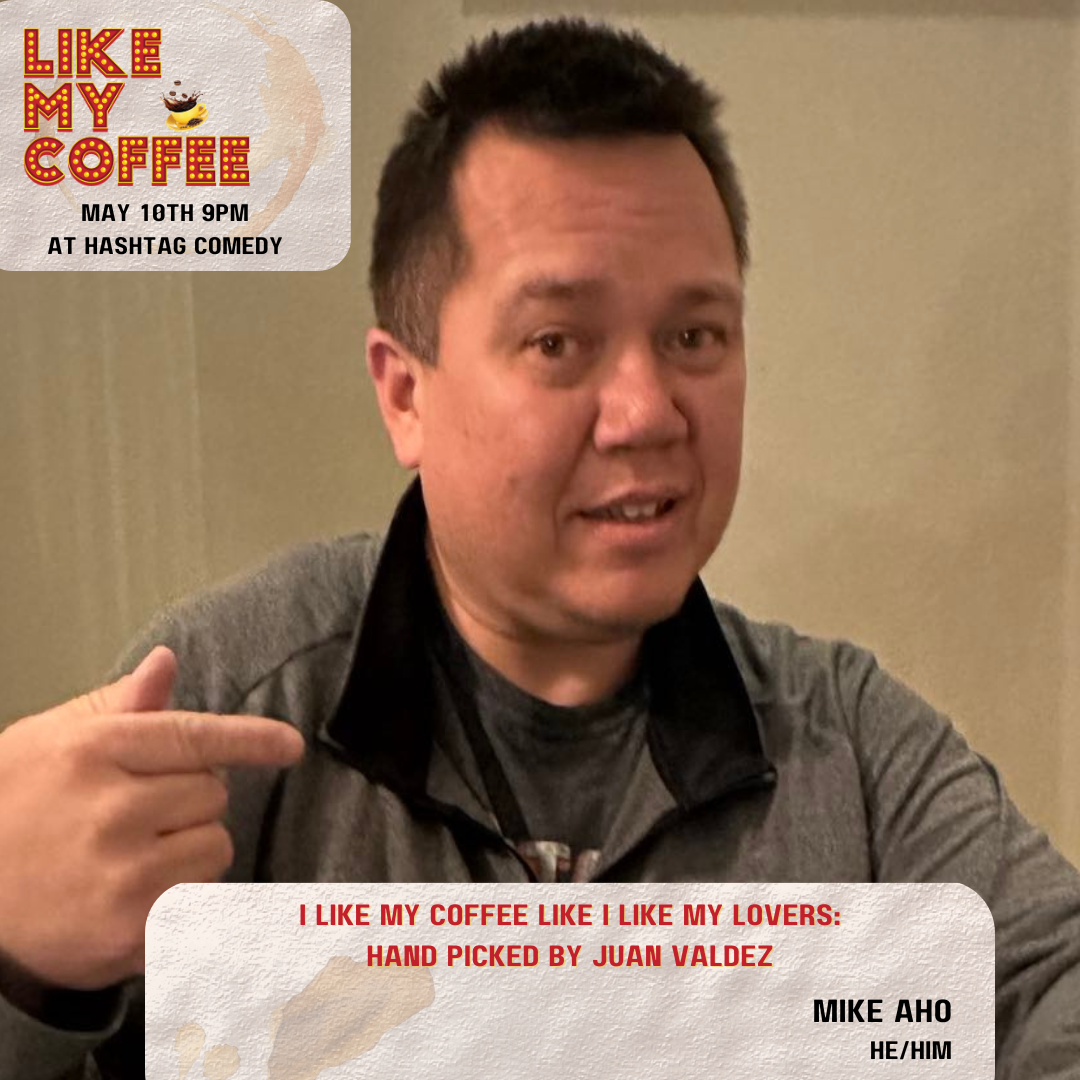 LIKE
MY
COFFEE
MAY 10TH 9PM
AT HASHTAG COMEDY
I LIKE MY COFFEE LIKE I LIKE MY LOVERS:
HAND PICKED BY JUAN VALDEZ
MIKE AHO
HE/HIM